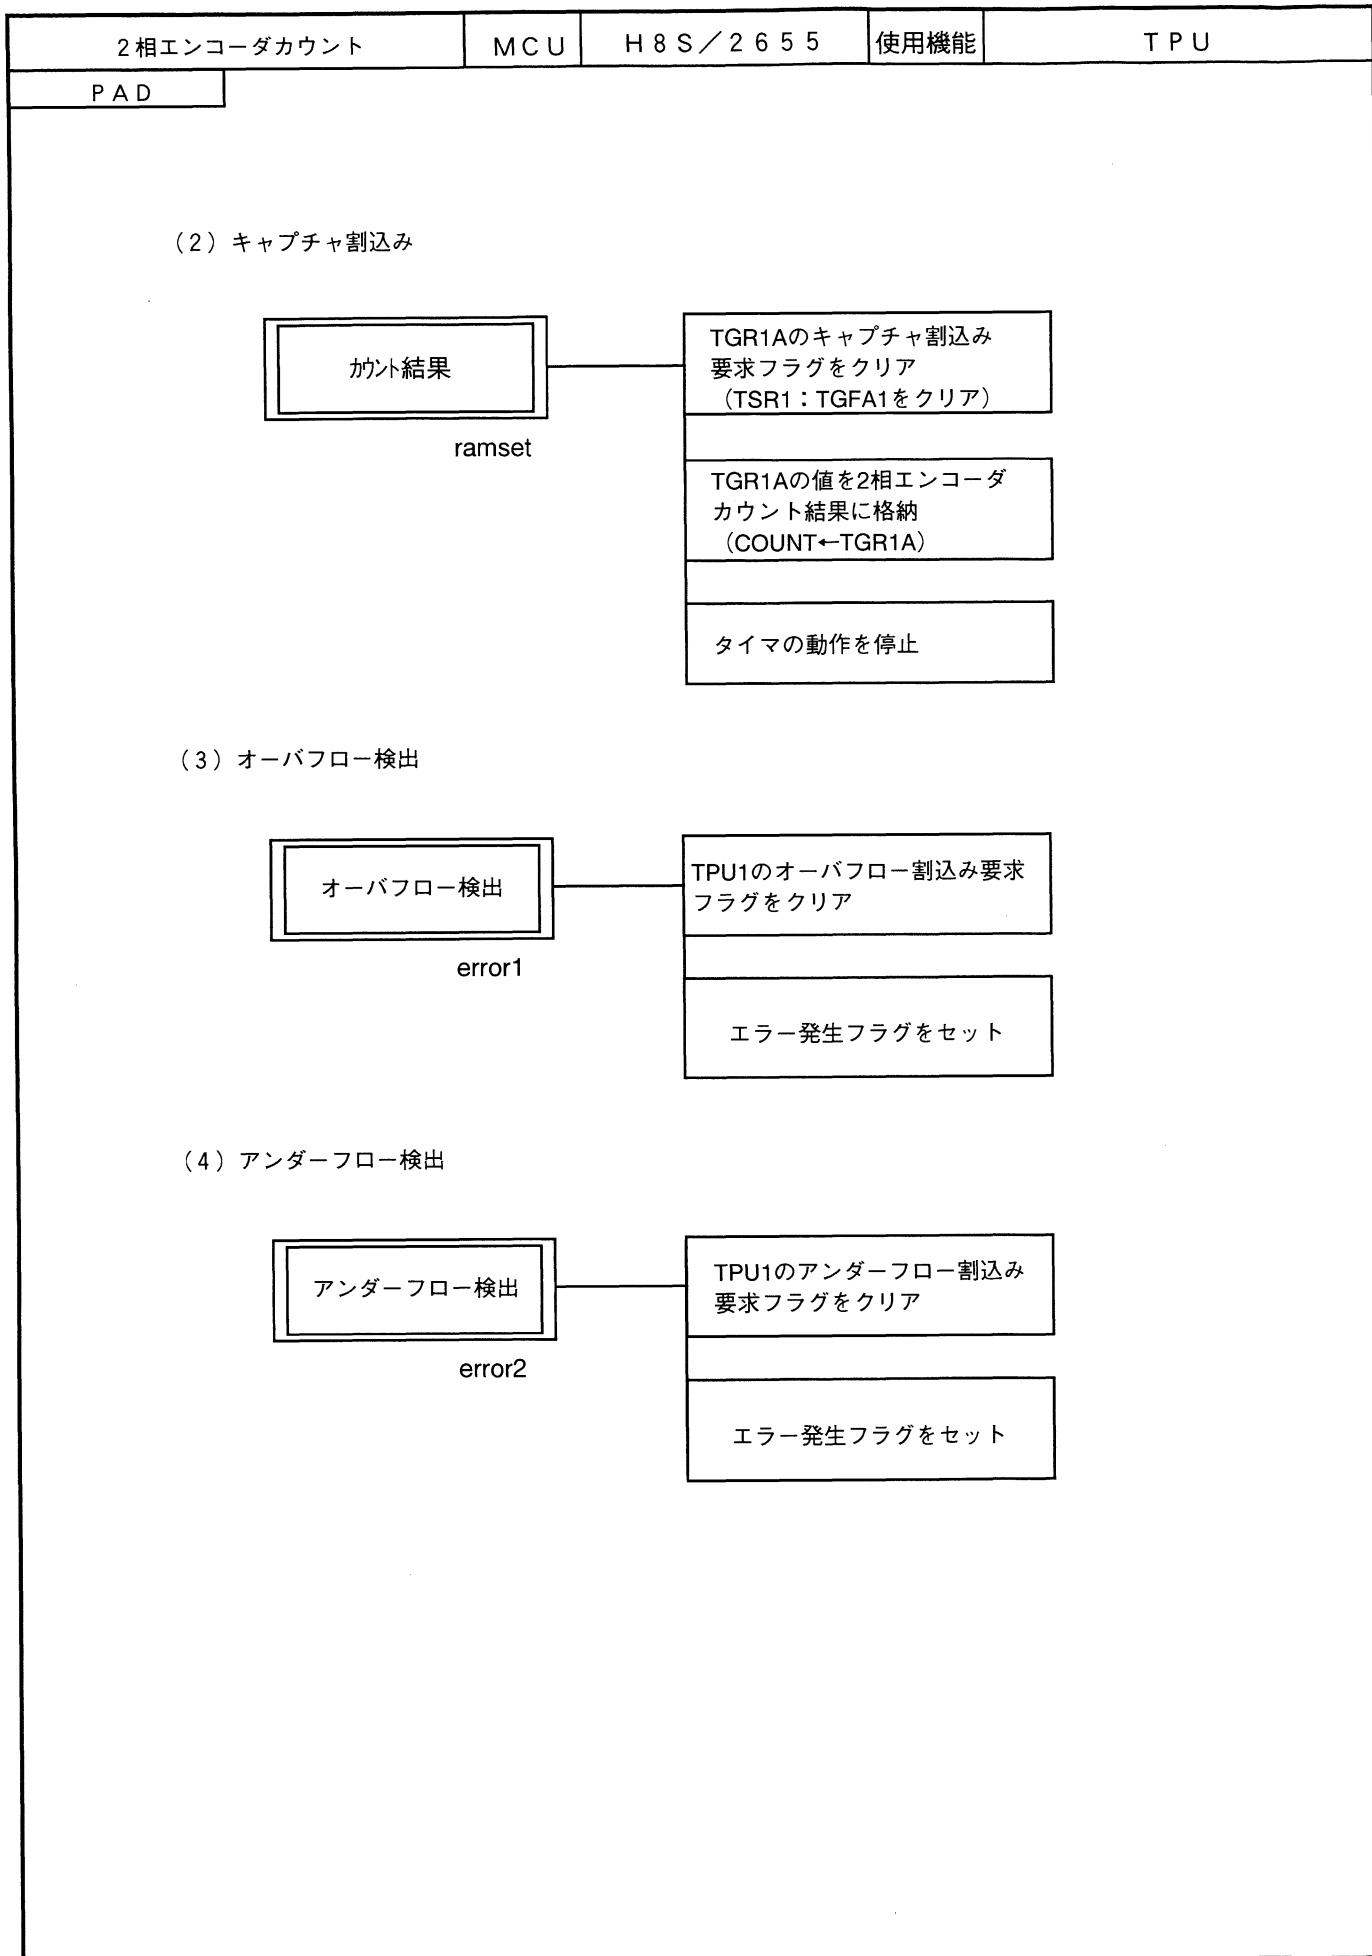 2相エンコーダカウント
MCU
H8S／2655
使用機能
TPU
PAD
（2）キャプチャ割込み
カウント結果
ramset
TGR1Aのキャプチャ割込み
要求フラグをクリア
（TSR1：TGFA1をクリア）
TGR1Aの値を2相エンコーダ
カウント結果に格納
（COUNT←TGR1A）
タイマの動作を停止
（3）オーバフロー検出
オーバフロー検出
error1
TPU1のオーバフロー割込み要求
フラグをクリア
エラー発生フラグをセット
（4）アンダーフロー検出
アンダーフロー検出
error2
TPU1のアンダーフロー割込み
要求フラグをクリア
エラー発生フラグをセット